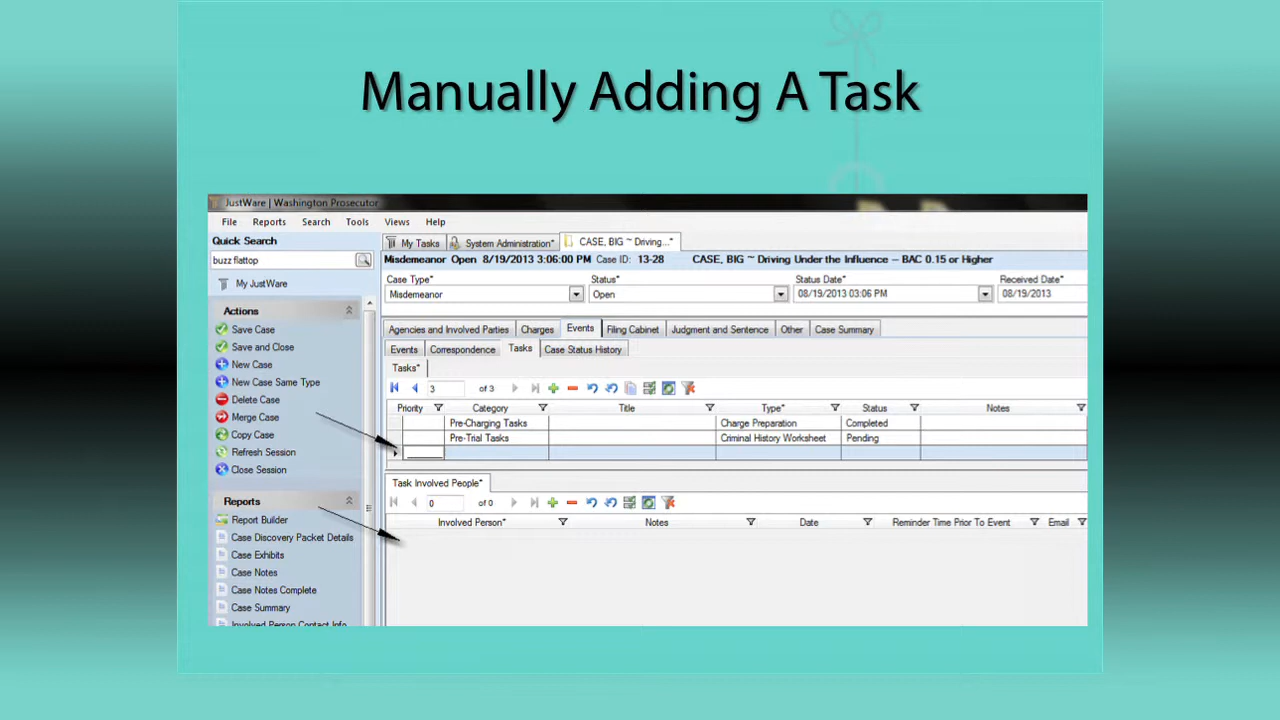 Manually Adding A Task
JustWare | Washington Prosecutor
File Reports Search Tools Views Help
Quick Search
buzz flattop
My JustWare
Actions
Save Case
Save and Close
New Case
New Case Same Type
Delete Case
Merge Case
Copy Case
Refresh Session
Close Session
Reports
Report Builder
Case Discovery Packet Details
Case Exhibits
Case Notes
Case Notes Complete
Case Summary
Involved Person Contact Info
My Tasks System Administration* CASE, BIG ~ Driving...*
Misdemeanor Open 8/19/2013 3:06:00 PM Case ID: 13-28 CASE, BIG ~ Driving Under the Influence -- BAC 0.15 or Higher
Case Type* Status* Status Date* Received Date*
Misdemeanor Open 08/19/2013 03:06 PM 08/19/2013
Agencies and Involved Parties Charges Events Filing Cabinet Judgment and Sentence Other Case Summary
Events Correspondence Tasks Case Status History
Tasks*
3 of 3
Priority Category Title Type* Status Notes
Pre-Charging Tasks Charge Preparation Completed
Pre-Trial Tasks Criminal History Worksheet Pending
Task Involved People*
0 of 0
Involved Person* Notes Date Reminder Time Prior To Event Email